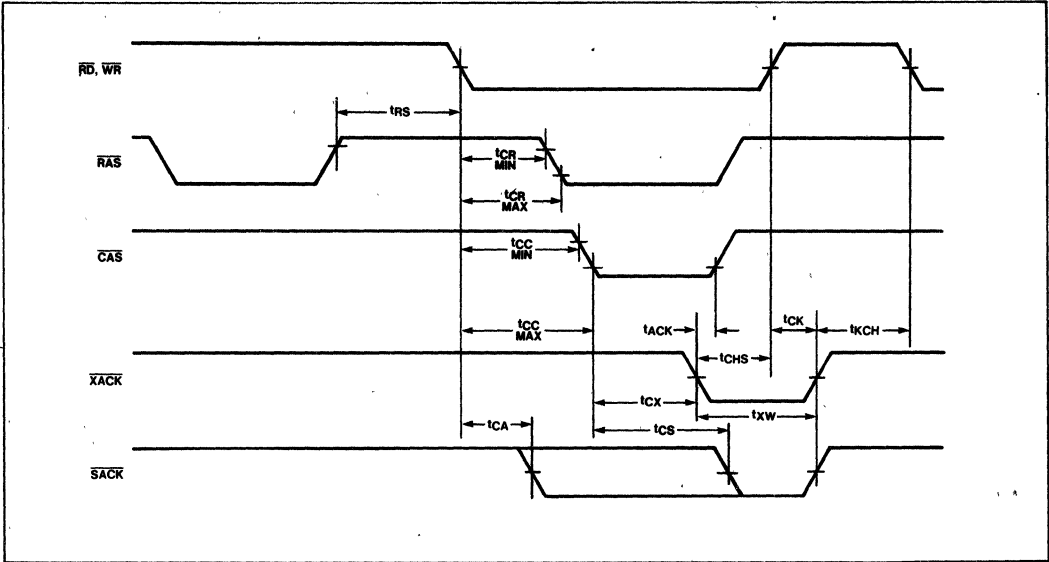 RD, WR
tRS
RAS
tCR
MIN
tCR
MAX
CAS
tCC
MIN
tCC
MAX
tACK
tCK
tKCH
tCHS
XACK
tCX
tXW
tCA
tCS
SACK